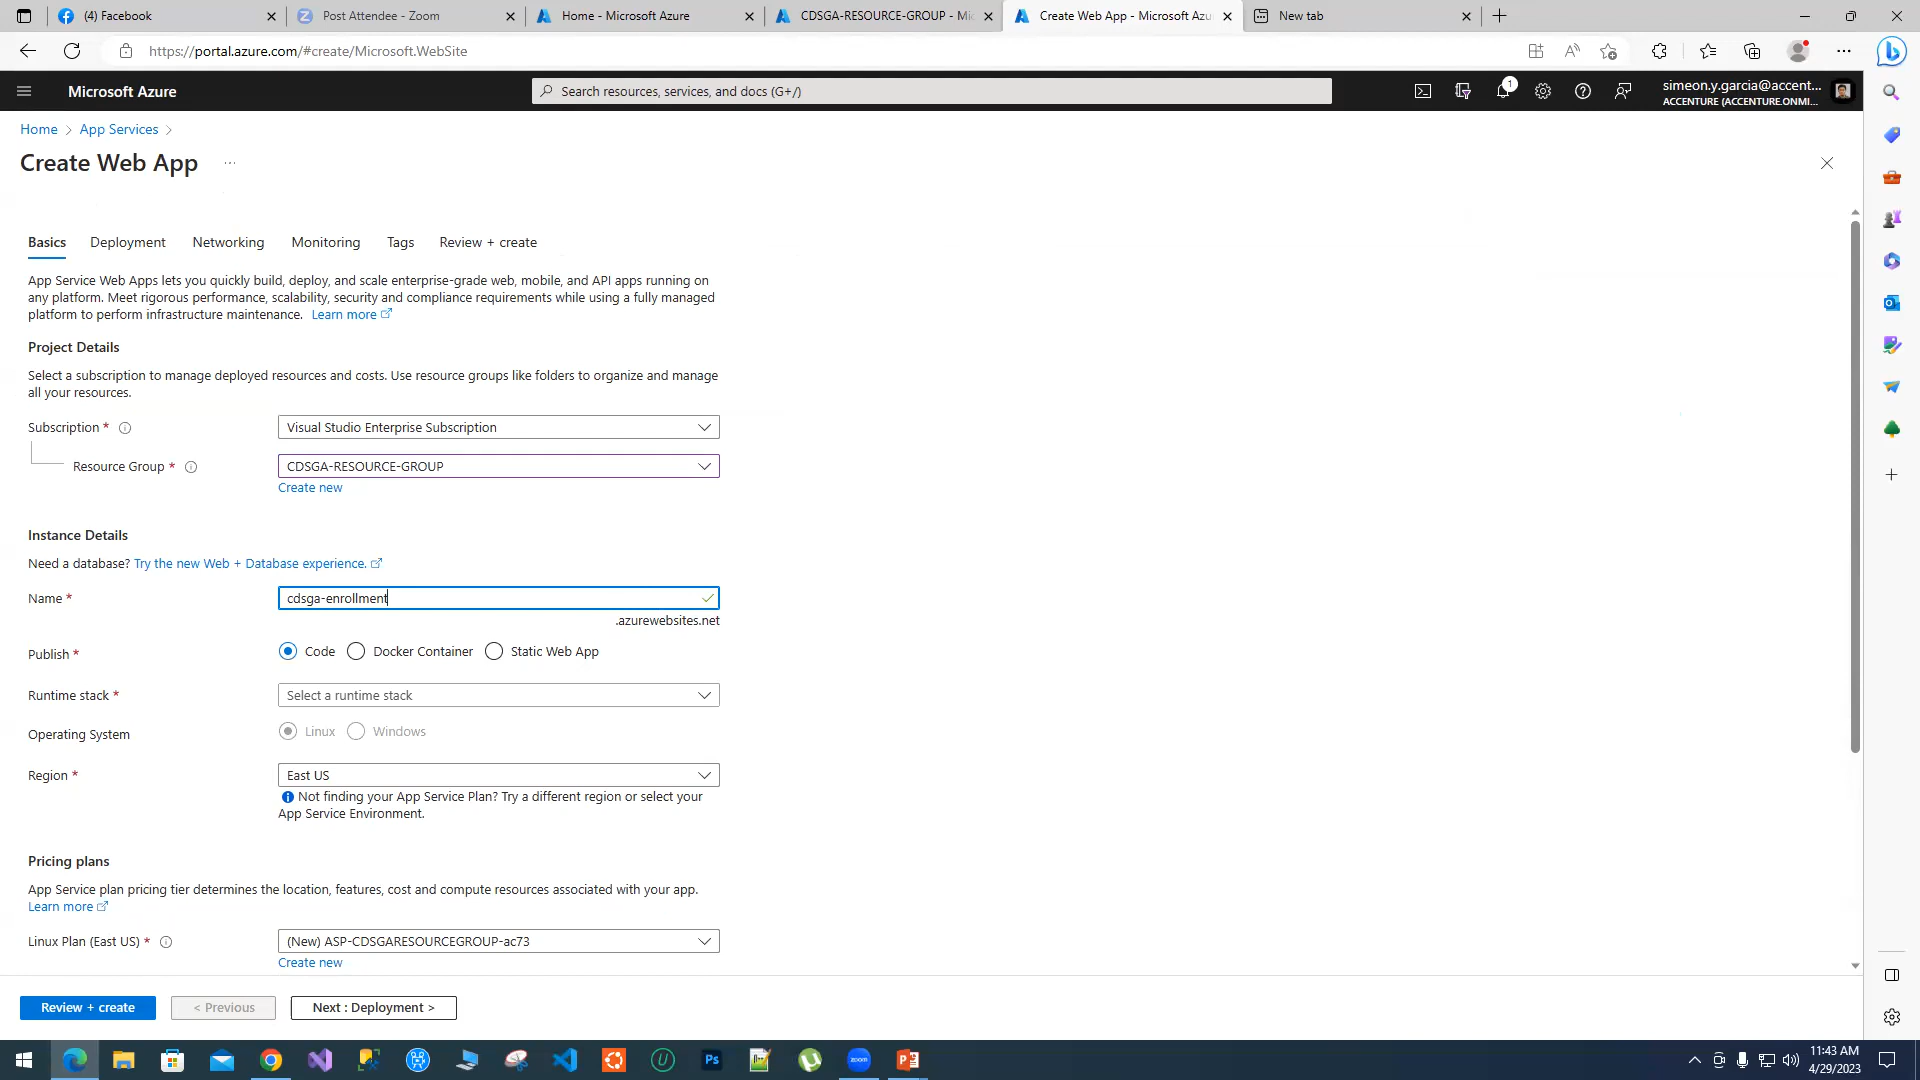 (4) Facebook
Post Attendee - Zoom
Home - Microsoft Azure
CDSGA-RESOURCE-GROUP - Mic
Create Web App - Microsoft Azu
New tab
https://portal.azure.com/#create/Microsoft.WebSite
Microsoft Azure
Search resources, services, and docs (G+/)
1
simeon.y.garcia@accent...
ACCENTURE (ACCENTURE.ONMI...
Home
App Services
Create Web App
...
Basics
Deployment
Networking
Monitoring
Tags
Review + create
App Service Web Apps lets you quickly build, deploy, and scale enterprise-grade web, mobile, and API apps running on
any platform. Meet rigorous performance, scalability, security and compliance requirements while using a fully managed
platform to perform infrastructure maintenance. Learn more
Project Details
Select a subscription to manage deployed resources and costs. Use resource groups like folders to organize and manage
all your resources.
Subscription *
Visual Studio Enterprise Subscription
Resource Group *
CDSGA-RESOURCE-GROUP
Create new
Instance Details
Need a database? Try the new Web + Database experience.
Name *
cdsga-enrollment
.azurewebsites.net
Publish *
Code
Docker Container
Static Web App
Runtime stack *
Select a runtime stack
Operating System
Linux
Windows
Region *
East US
Not finding your App Service Plan? Try a different region or select your
App Service Environment.
Pricing plans
App Service plan pricing tier determines the location, features, cost and compute resources associated with your app.
Learn more
Linux Plan (East US) *
(New) ASP-CDSGARESOURCEGROUP-ac73
Create new
Review + create
< Previous
Next : Deployment >
Ps
zoom
11:43 AM
4/29/2023